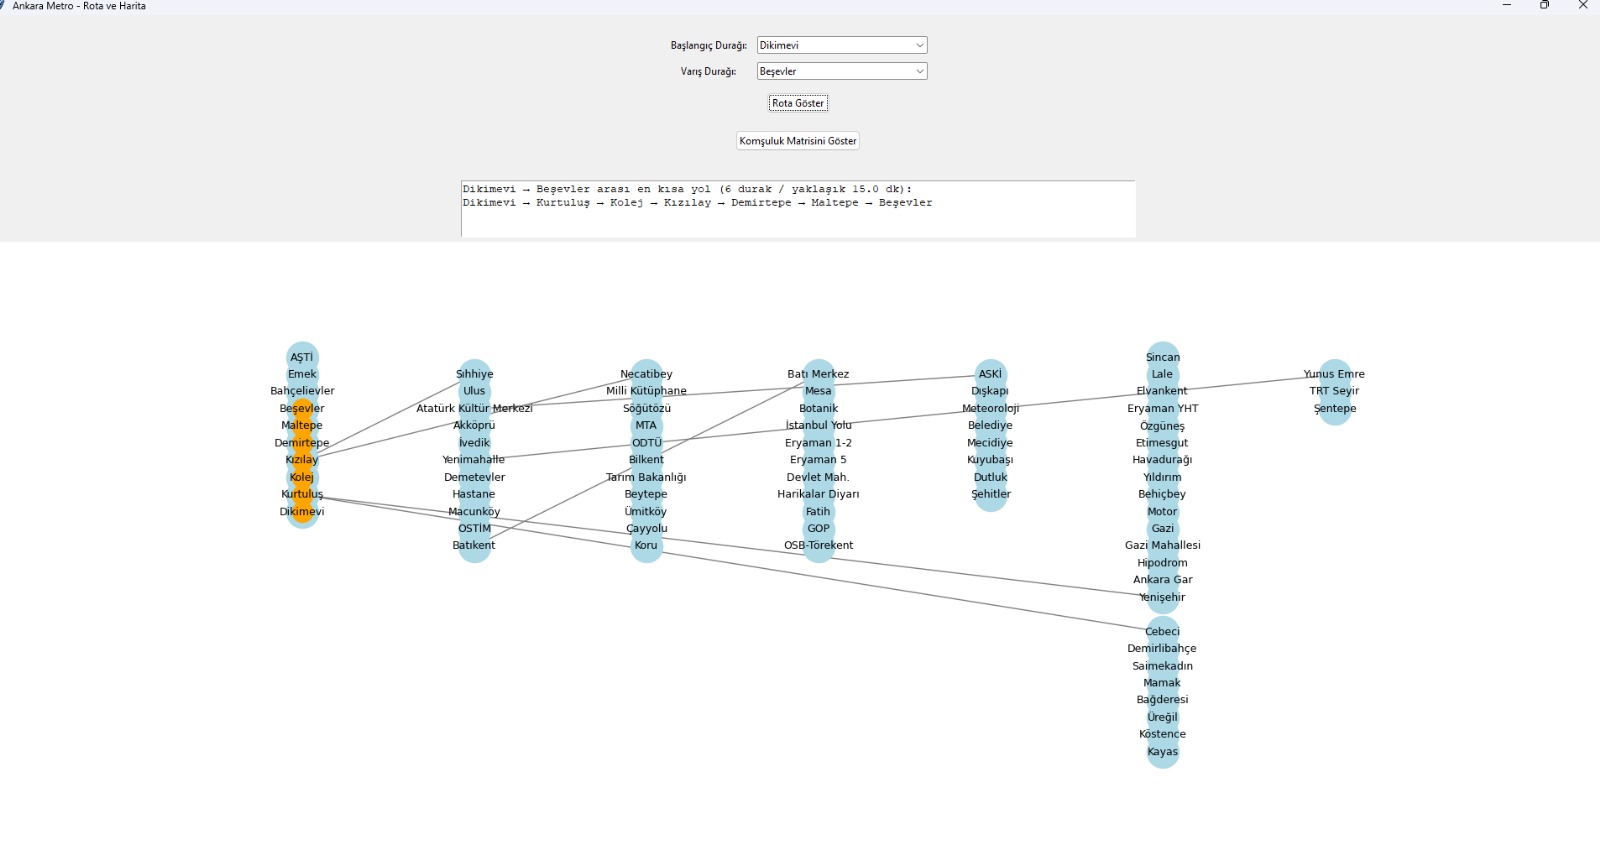 Ankara Metro - Rota ve Harita
Başlangıç Durağı: Dikimevi
Varış Durağı: Beşevler
Rota Göster
Komşuluk Matrisini Göster
Dikimevi → Beşevler arası en kısa yol (6 durak / yaklaşık 15.0 dk):
Dikimevi → Kurtuluş → Kolej → Kızılay → Demirtepe → Maltepe → Beşevler
AŞTİ
Emek
Bahçelievler
Beşevler
Maltepe
Demirtepe
Kızılay
Kolej
Kurtuluş
Dikimevi
Sıhhiye
Ulus
Atatürk Kültür Merkezi
Akköprü
İvedik
Yenimahalle
Demetevler
Hastane
Macunköy
OSTİM
Batıkent
Necatibey
Milli Kütüphane
Söğütözü
MTA
ODTÜ
Bilkent
Tarım Bakanlığı
Beytepe
Ümitköy
Çayyolu
Koru
Batı Merkez
Mesa
Botanik
İstanbul Yolu
Eryaman 1-2
Eryaman 5
Devlet Mah.
Harikalar Diyarı
Fatih
GOP
OSB-Törekent
ASKİ
Dışkapı
Meteoroloji
Belediye
Mecidiye
Kuyubaşı
Dutluk
Şehitler
Sincan
Lale
Elvankent
Eryaman YHT
Özgüneş
Etimesgut
Havadurağı
Yıldırım
Behiçbey
Motor
Gazi
Gazi Mahallesi
Hipodrom
Ankara Gar
Yenişehir
Cebeci
Demirlibahçe
Saimekadın
Mamak
Bağderesi
Üreğil
Köstence
Kayaş
Yunus Emre
TRT Seyir
Şentepe